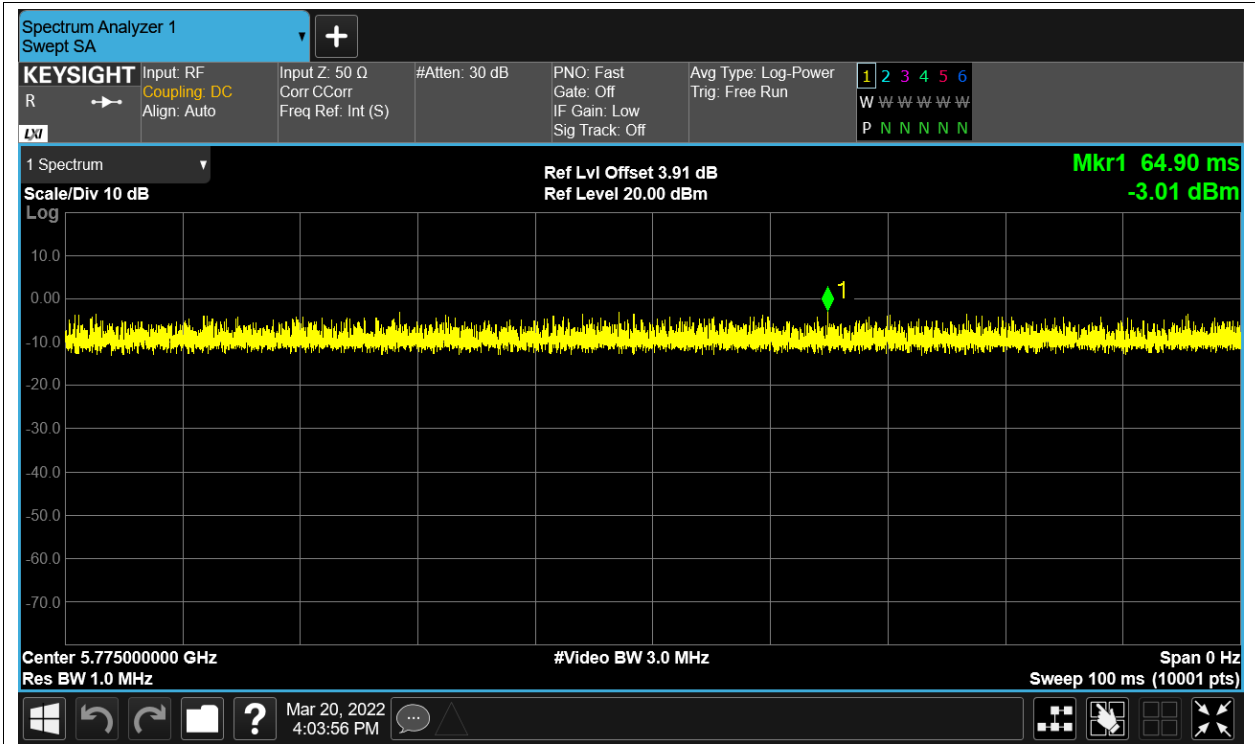 Spectrum Analyzer 1
Swept SA
KEYSIGHT
R
LXI
Input: RF
Coupling: DC
Align: Auto
Input Z: 50 Ω
Corr CCorr
Freq Ref: Int (S)
#Atten: 30 dB
PNO: Fast
Gate: Off
IF Gain: Low
Sig Track: Off
Avg Type: Log-Power
Trig: Free Run
1 2 3 4 5 6
W W W W W W
P N N N N N
1 Spectrum
Scale/Div 10 dB
Log
Ref Lvl Offset 3.91 dB
Ref Level 20.00 dBm
Mkr1 64.90 ms
-3.01 dBm
10.0
0.00
1
-10.0
-20.0
-30.0
-40.0
-50.0
-60.0
-70.0
Center 5.775000000 GHz
#Video BW 3.0 MHz
Span 0 Hz
Res BW 1.0 MHz
Sweep 100 ms (10001 pts)
?
Mar 20, 2022
4:03:56 PM